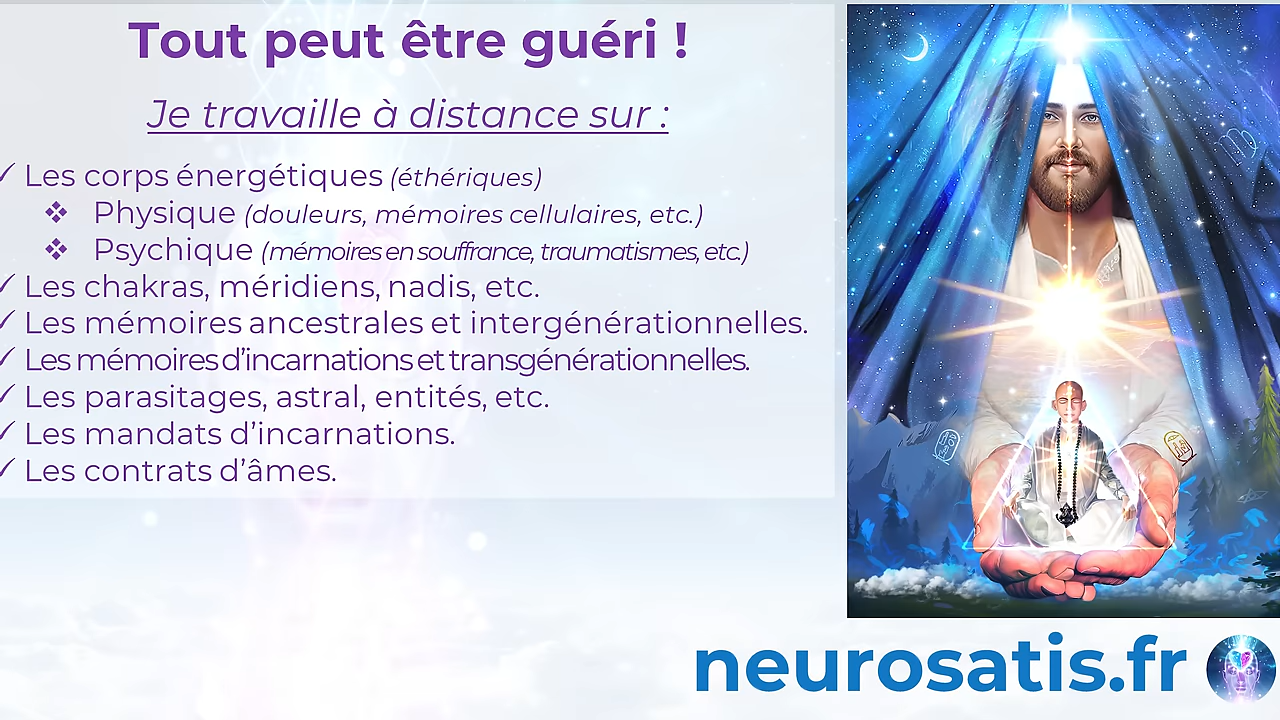 Tout peut être guéri !
Je travaille à distance sur :
✓ Les corps énergétiques (éthériques)
❖ Physique (douleurs, mémoires cellulaires, etc.)
❖ Psychique (mémoires en souffrance, traumatismes, etc.)
✓ Les chakras, méridiens, nadis, etc.
✓ Les mémoires ancestrales et intergénérationnelles.
✓ Les mémoires d’incarnations et transgénérationnelles.
✓ Les parasitages, astral, entités, etc.
✓ Les mandats d’incarnations.
✓ Les contrats d’âmes.
neurosatis.fr